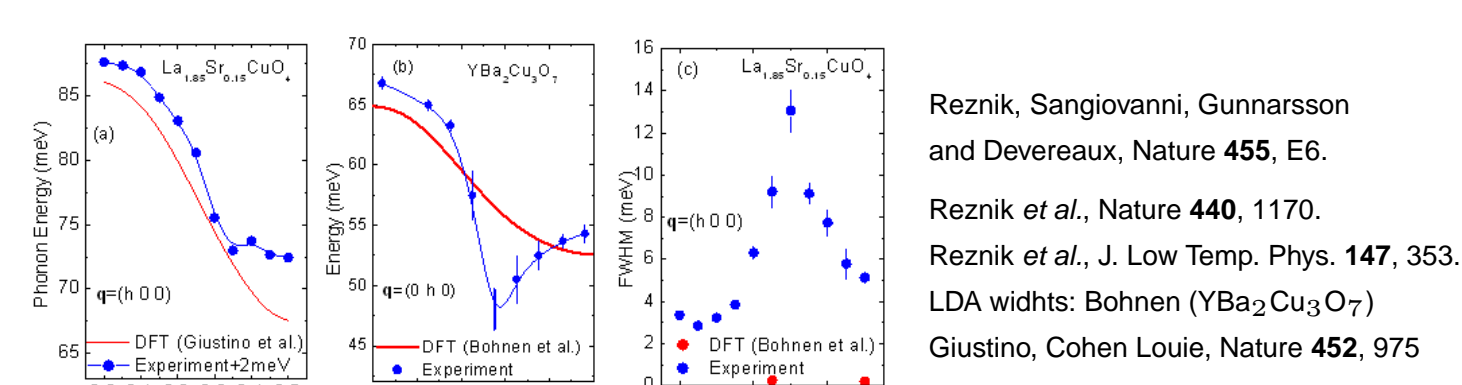 La1.85Sr0.15CuO4
85
80
75
70
65
Phonon Energy (meV)
(a)
q=(h 0 0)
DFT (Giustino et al.)
Experiment+2meV
70
65
60
55
50
45
Energy (meV)
(b)
YBa2Cu3O7
q=(0 h 0)
DFT (Bohnen et al.)
Experiment
16
14
12
10
8
6
4
2
0
FWHM (meV)
(c)
La1.85Sr0.15CuO4
q=(h 0 0)
DFT (Bohnen et al.)
Experiment
Reznik, Sangiovanni, Gunnarsson
and Devereaux, Nature 455, E6.
Reznik et al., Nature 440, 1170.
Reznik et al., J. Low Temp. Phys. 147, 353.
LDA widhts: Bohnen (YBa2Cu3O7)
Giustino, Cohen Louie, Nature 452, 975